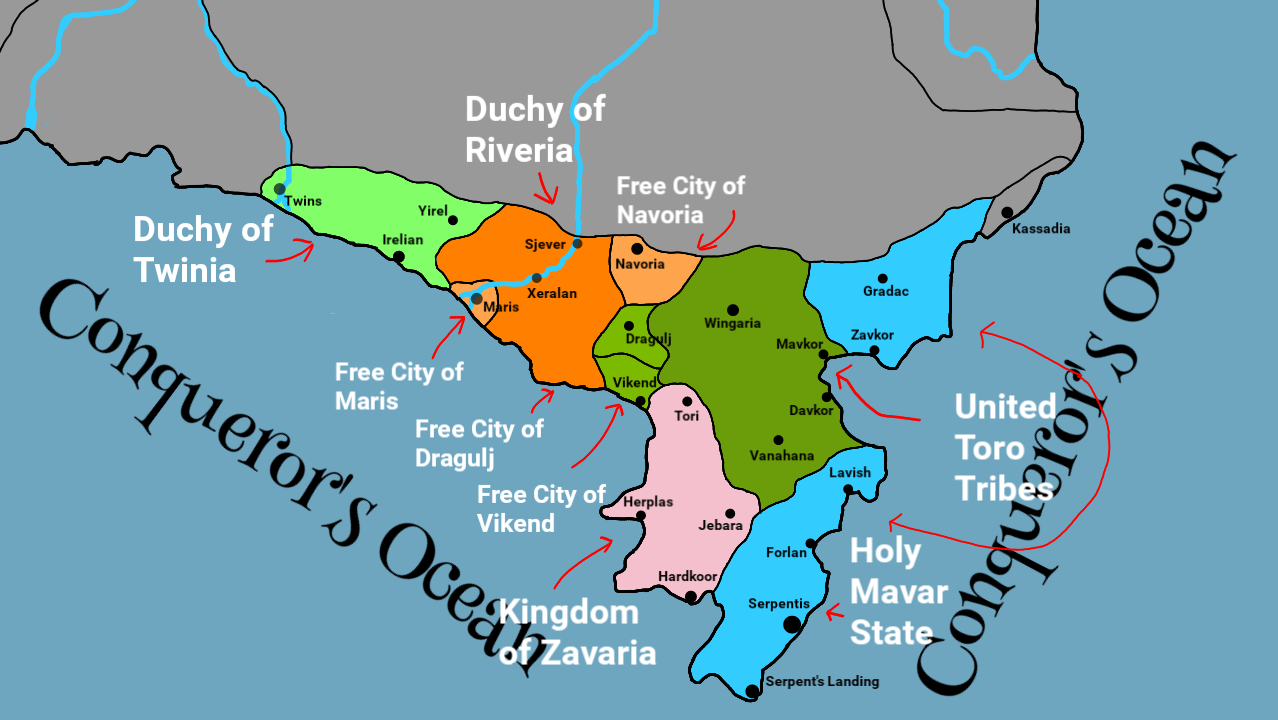 Duchy of
Riveria
Free City of
Navoria
Twins
Yirel
Irelian
Duchy of
Twinia
Sjever
Navoria
Kassadia
Xeralan
Maris
Gradac
Wingaria
Dragulj
Mavkor
Zavkor
Free City of
Maris
Vikend
Tori
Davkor
United
Toro
Tribes
Free City of
Dragulj
Vanahana
Lavish
Free City of
Vikend
Herplas
Jebara
Forlan
Holy
Mavar
State
Hardkoor
Serpentis
Kingdom
of Zavaria
Serpent's Landing
Conqueror's Ocean
Conqueror's Ocean